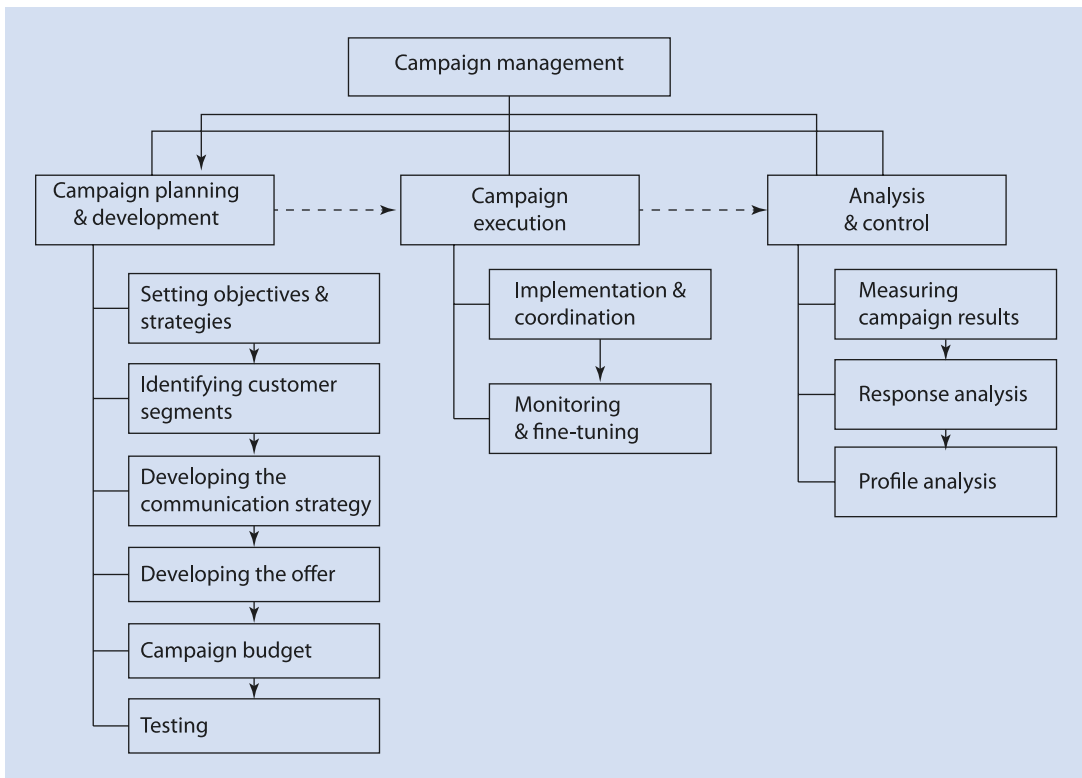 Campaign management
Campaign planning
& development
Campaign
execution
Analysis
& control
Setting objectives &
strategies
Identifying customer
segments
Developing the
communication strategy
Developing the offer
Campaign budget
Testing
Implementation &
coordination
Monitoring
& fine-tuning
Measuring
campaign results
Response analysis
Profile analysis